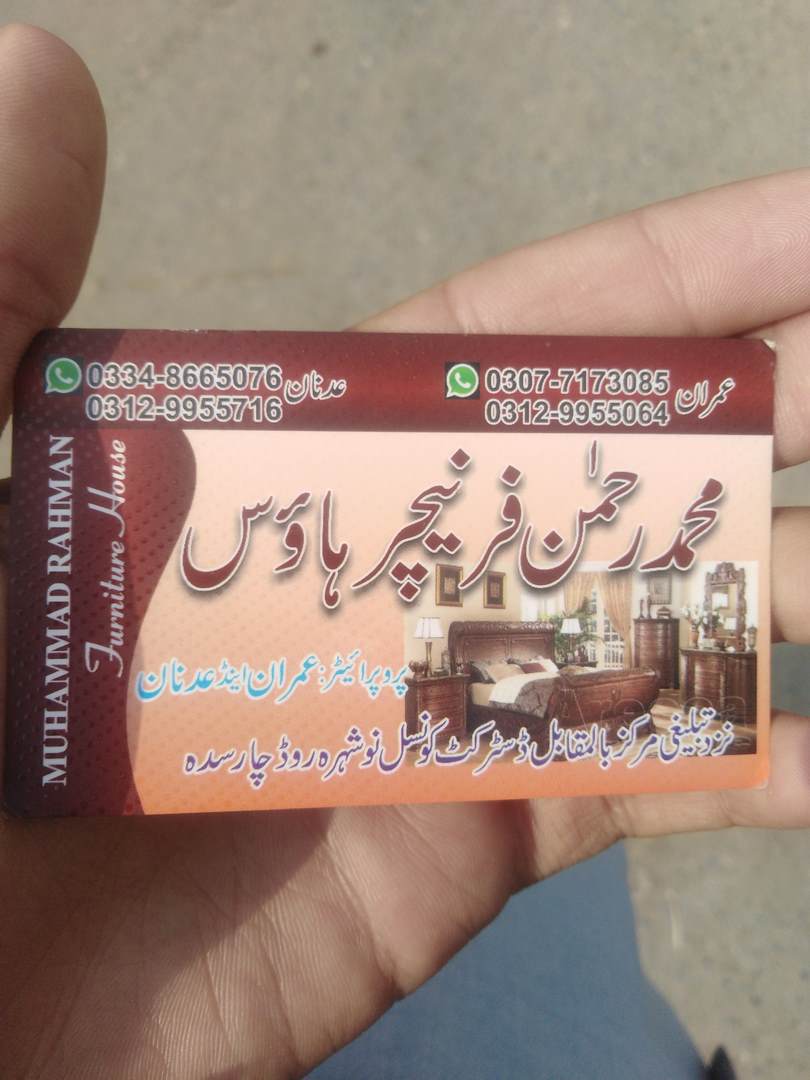 0334-8665076 عدنان
0312-9955716
0307-7173085 عمران
0312-9955064
MUHAMMAD RAHMAN
Furniture House
محمد رحمٰن فرنیچر ہاؤس
پروپرائیٹر: عمران اینڈ عدنان
نزد تبلیغی مرکز بالمقابل ڈسٹرکٹ کونسل نوشہرہ روڈ چارسدہ